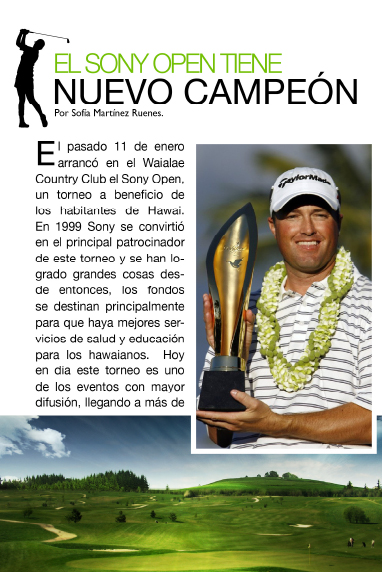 EL SONY OPEN TIENE
NUEVO CAMPEÓN
Por Sofía Martínez Ruenes.
El pasado 11 de enero
arrancó en el Waialae
Country Club el Sony Open,
un torneo a beneficio de
los habitantes de Hawai.
En 1999 Sony se convirtió
en el principal patrocinador
de este torneo y se han lo-
grado grandes cosas des-
de entonces, los fondos
se destinan principalmente
para que haya mejores ser-
vicios de salud y educación
para los hawaianos. Hoy
en día este torneo es uno
de los eventos con mayor
difusión, llegando a más de
TaylorMade